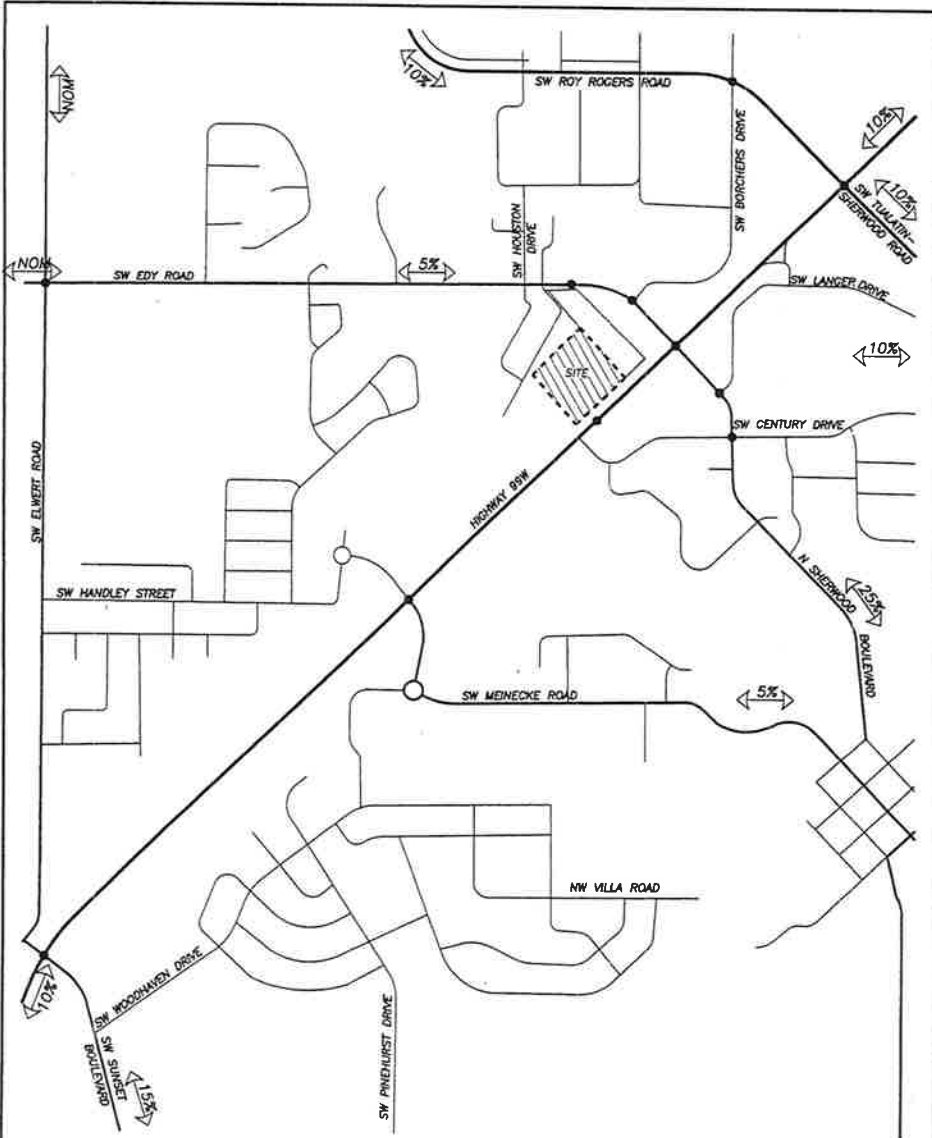 10%
SW ROY ROGERS ROAD
NOM
SW BORCHERS DRIVE
10%
10%
SW TUALATIN-
SHERWOOD ROAD
SW HOUSTON
DRIVE
NOM
SW EDY ROAD
5%
SW LANGER DRIVE
10%
SITE
SW CENTURY DRIVE
SW ELWERT ROAD
HIGHWAY 99W
N SHERWOOD
BOULEVARD
25%
SW HANDLEY STREET
SW MEINECKE ROAD
5%
NW VILLA ROAD
10%
SW WOODHAVEN DRIVE
SW SUNSET
BOULEVARD
15%
SW PINEHURST DRIVE